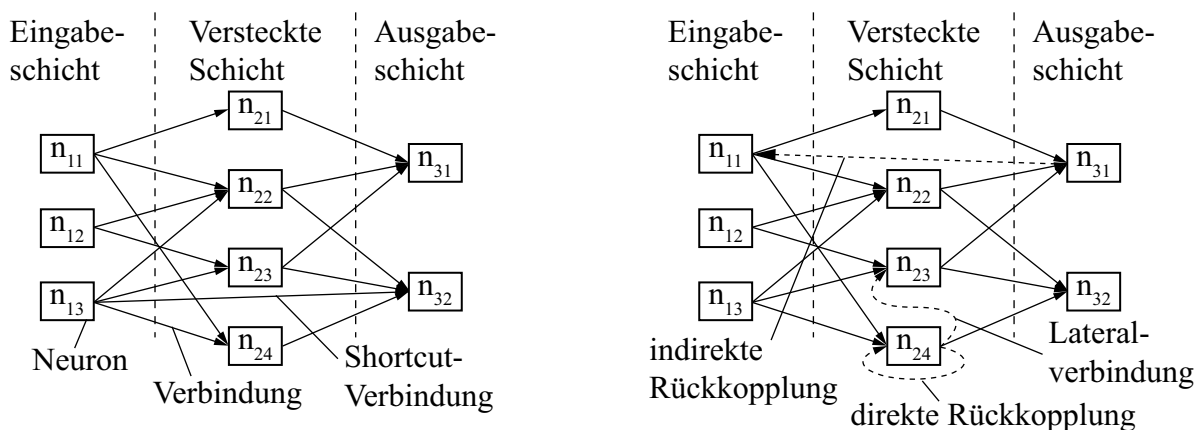 Eingabe-
schicht
Versteckte
Schicht
Ausgabe-
schicht
n11
n12
n13
n21
n22
n23
n24
n31
n32
Neuron
Verbindung
Shortcut-
Verbindung
Eingabe-
schicht
Versteckte
Schicht
Ausgabe-
schicht
n11
n12
n13
n21
n22
n23
n24
n31
n32
indirekte
Rückkopplung
Lateral-
verbindung
direkte Rückkopplung